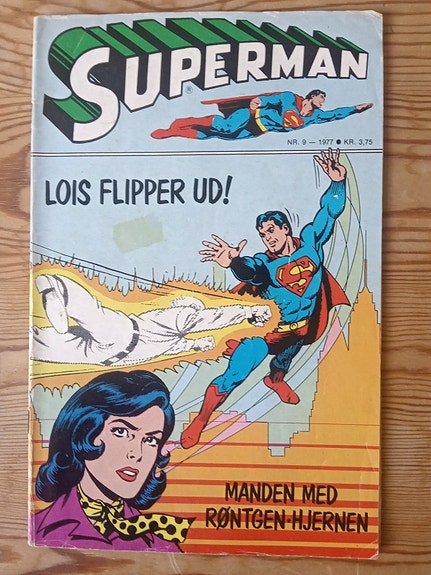 SUPERMAN
®
NR. 9 — 1977 ● KR. 3,75
LOIS FLIPPER UD!
MANDEN MED
RØNTGEN-HJERNEN